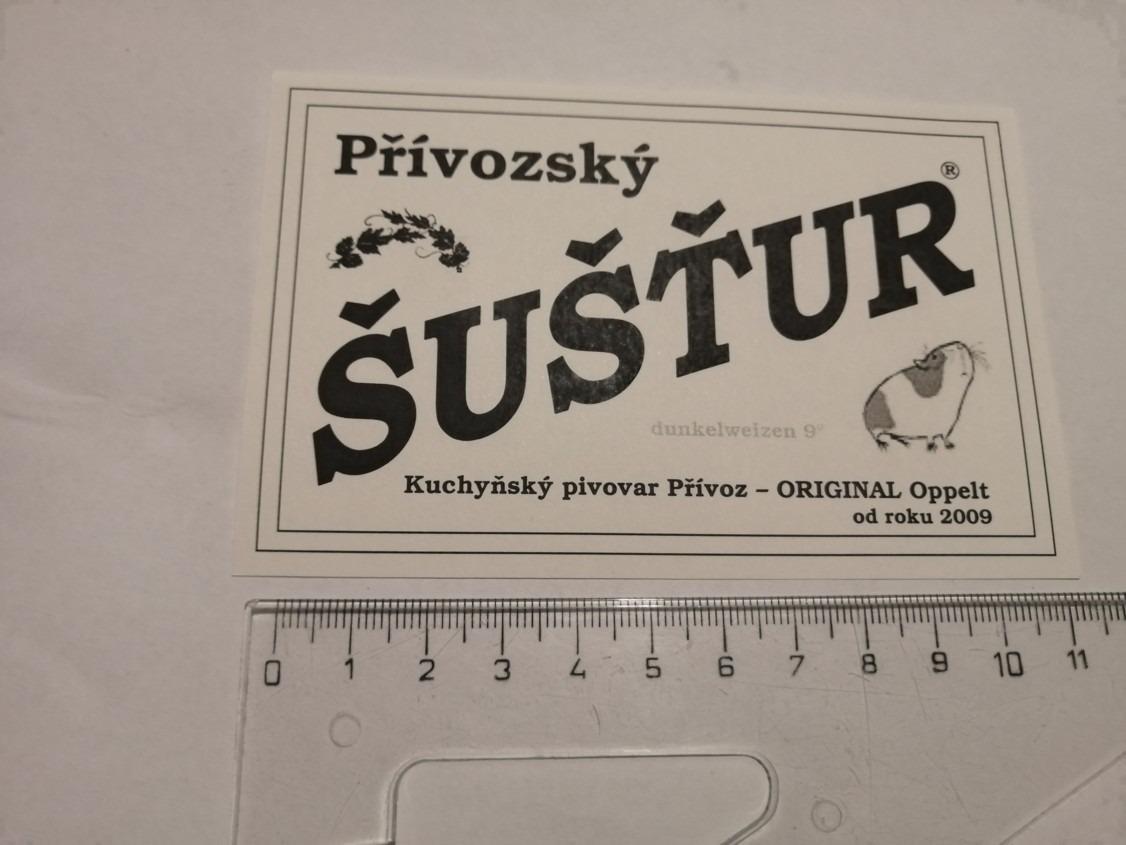 Přívozský
ŠUŠŤUR®
dunkelweizen 9°
Kuchyňský pivovar Přívoz – ORIGINAL Oppelt
od roku 2009
0 1 2 3 4 5 6 7 8 9 10 11